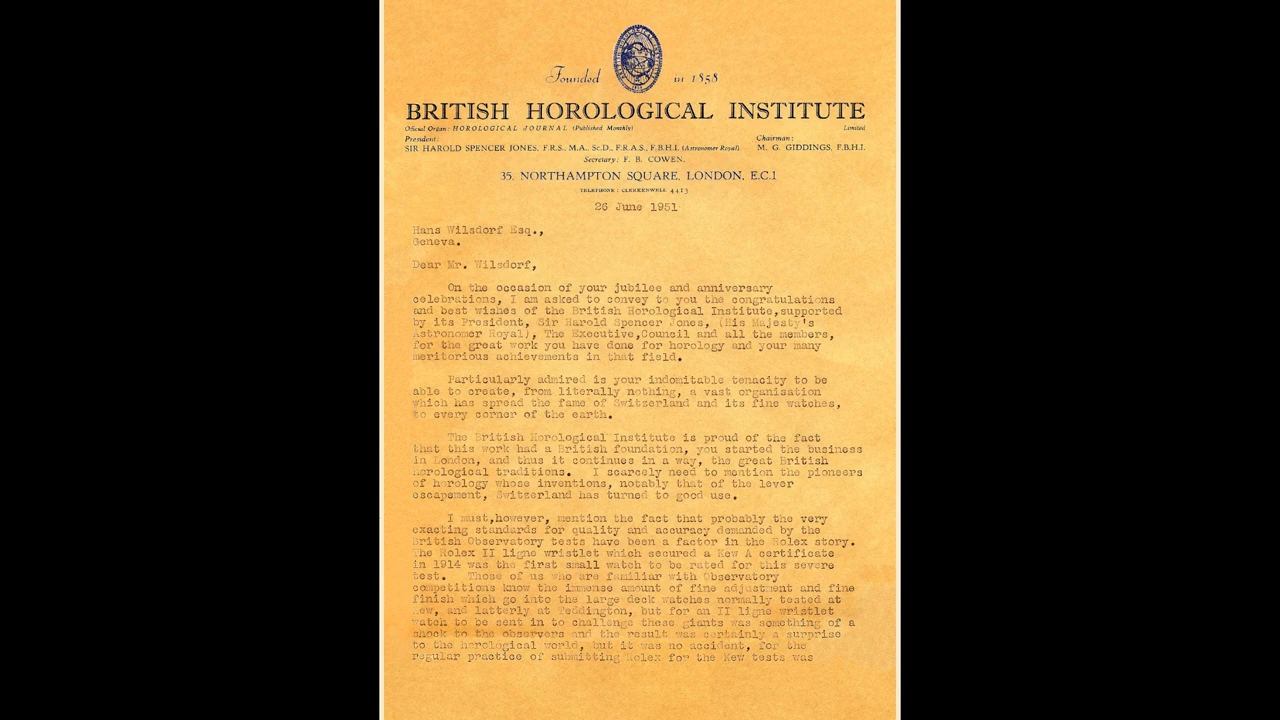 Founded in 1858
BRITISH HOROLOGICAL INSTITUTE
Official Organ: HOROLOGICAL JOURNAL (Published Monthly) Limited
President: Chairman:
SIR HAROLD SPENCER JONES, F.R.S., M.A., Sc.D., F.R.A.S., F.B.H.I. (Astronomer Royal). M. G. GIDDINGS, F.B.H.I.
Secretary: F. B. COWEN.
35, NORTHAMPTON SQUARE, LONDON, E.C.1
TELEPHONE: CLERKENWELL 4413
26 June 1951
Hans Wilsdorf Esq.,
Geneva.
Dear Mr. Wilsdorf,
On the occasion of your jubilee and anniversary
celebrations, I am asked to convey to you the congratulations
and best wishes of the British Horological Institute,supported
by its President, Sir Harold Spencer Jones, (His Majesty's
Astronomer Royal), The Executive,Council and all the members,
for the great work you have done for horology and your many
meritorious achievements in that field.
Particularly admired is your indomitable tenacity to be
able to create, from literally nothing, a vast organisation
which has spread the fame of Switzerland and its fine watches,
to every corner of the earth.
The British Horological Institute is proud of the fact
that this work had a British foundation, you started the business
in London, and thus it continues in a way, the great British
horological traditions. I scarcely need to mention the pioneers
of horology whose inventions, notably that of the lever
escapement, Switzerland has turned to good use.
I must,however, mention the fact that probably the very
exacting standards for quality and accuracy demanded by the
British Observatory tests have been a factor in the Rolex story.
The Rolex II ligne wristlet which secured a Kew A certificate
in 1914 was the first small watch to be rated for this severe
test. Those of us who are familiar with Observatory
competitions know the immense amount of fine adjustment and fine
finish which go into the large deck watches normally tested at
Kew, and latterly at Teddington, but for an II ligne wristlet
watch to be sent in to challenge these giants was something of a
shock to the observers and the result was certainly a surprise
to the horological world, but it was no accident, for the
regular practice of submitting Rolex for the Kew tests was